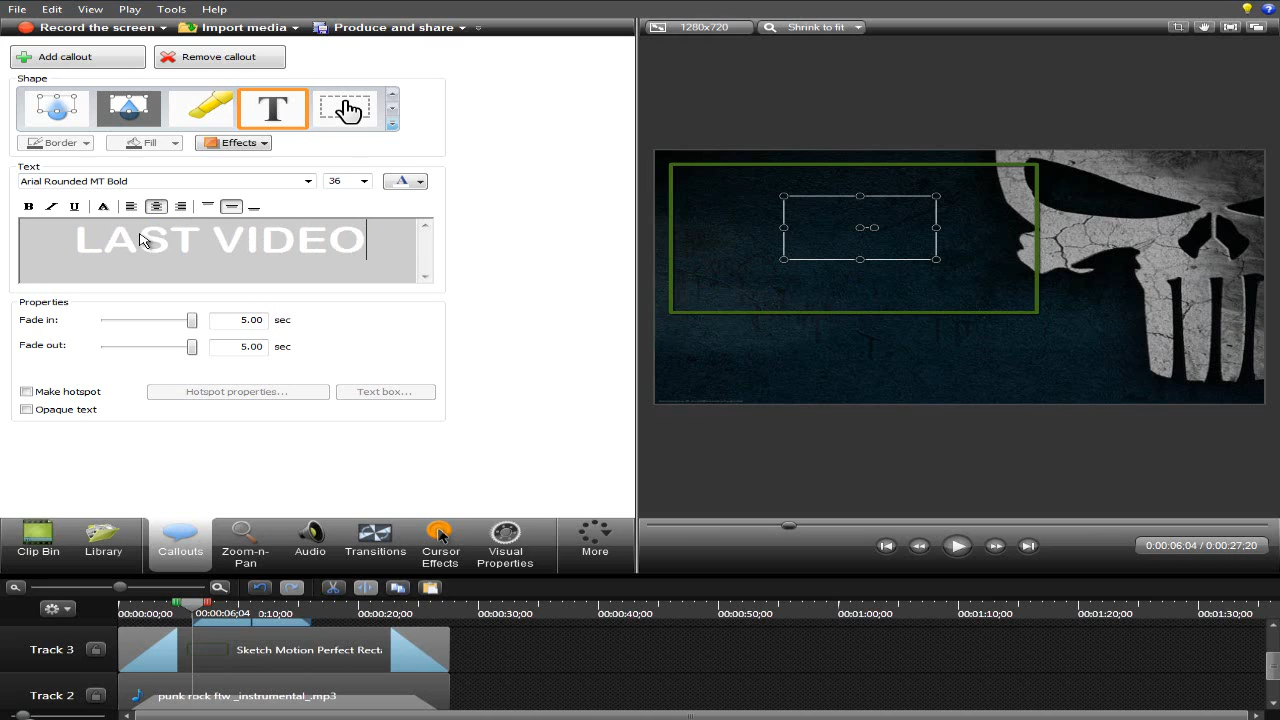 File Edit View Play Tools Help
Record the screen Import media Produce and share
1280x720 Shrink to fit
Add callout Remove callout
Shape
T
Border Fill Effects
Text
Arial Rounded MT Bold 36 A
B I U A
LAST VIDEO
Properties
Fade in: 5.00 sec
Fade out: 5.00 sec
Make hotspot Hotspot properties... Text box...
Opaque text
Clip Bin Library Callouts Zoom-n-Pan Audio Transitions Cursor Effects Visual Properties More
0:00:06;04 / 0:00:27;20
00:00:00;00 00:00:06;04 0:10;00 00:00:20;00 00:00:30;00 00:00:40;00 00:00:50;00 00:01:00;00 00:01:10;00 00:01:20;00 00:01:30;00
Track 3 Sketch Motion Perfect Recta
Track 2 punk rock ftw _instrumental_.mp3